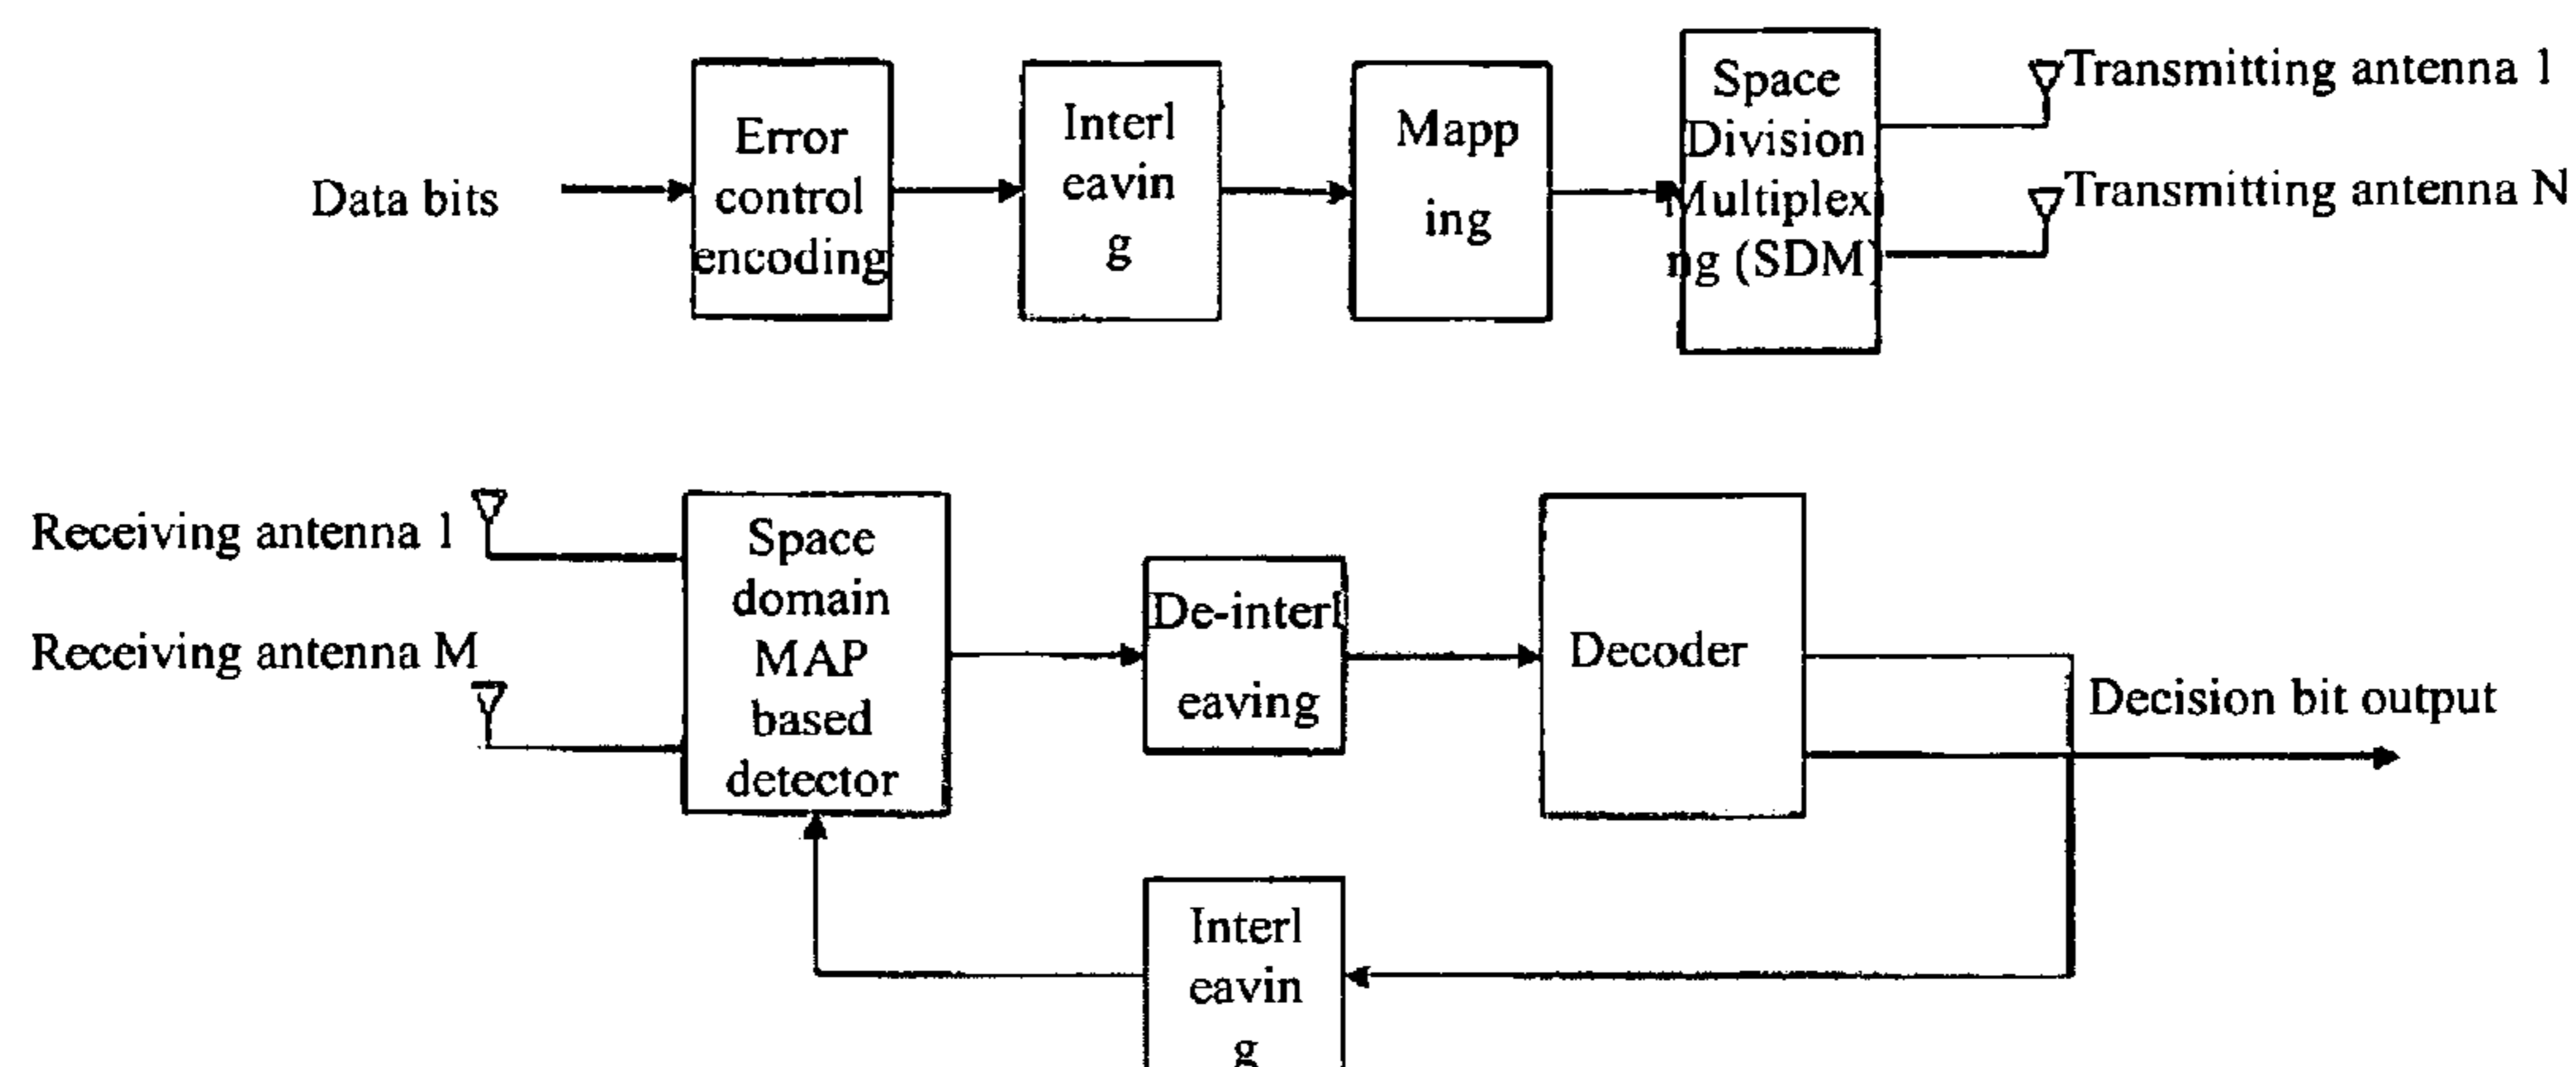 Data bits
Error
control
encoding
Interl
eavin
g
Mapp
ing
Space
Division
Multiplexi
ng (SDM)
Transmitting antenna 1
Transmitting antenna N
Receiving antenna 1
Receiving antenna M
Space
domain
MAP
based
detector
De-interl
eaving
Decoder
Decision bit output
Interl
eavin
g